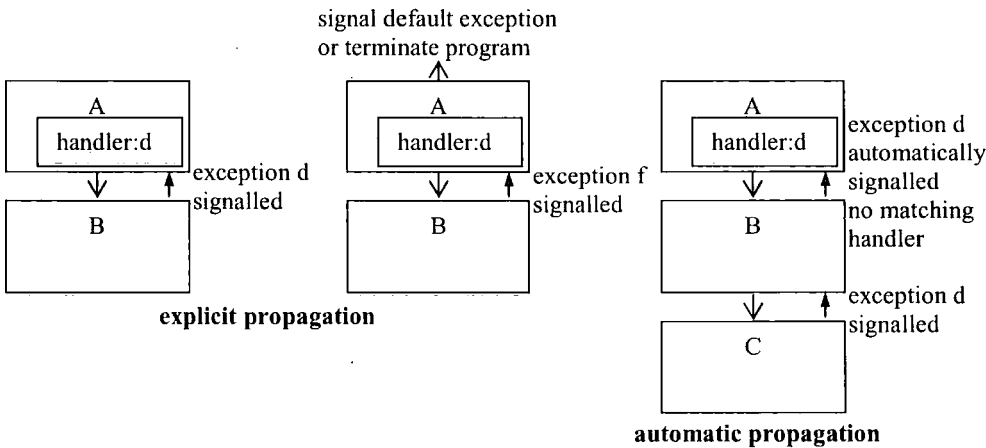 signal default exception
or terminate program
A
handler:d
exception d
signalled
B
A
handler:d
exception f
signalled
B
explicit propagation
A
handler:d
exception d
automatically
signalled
no matching
handler
B
exception d
signalled
C
automatic propagation